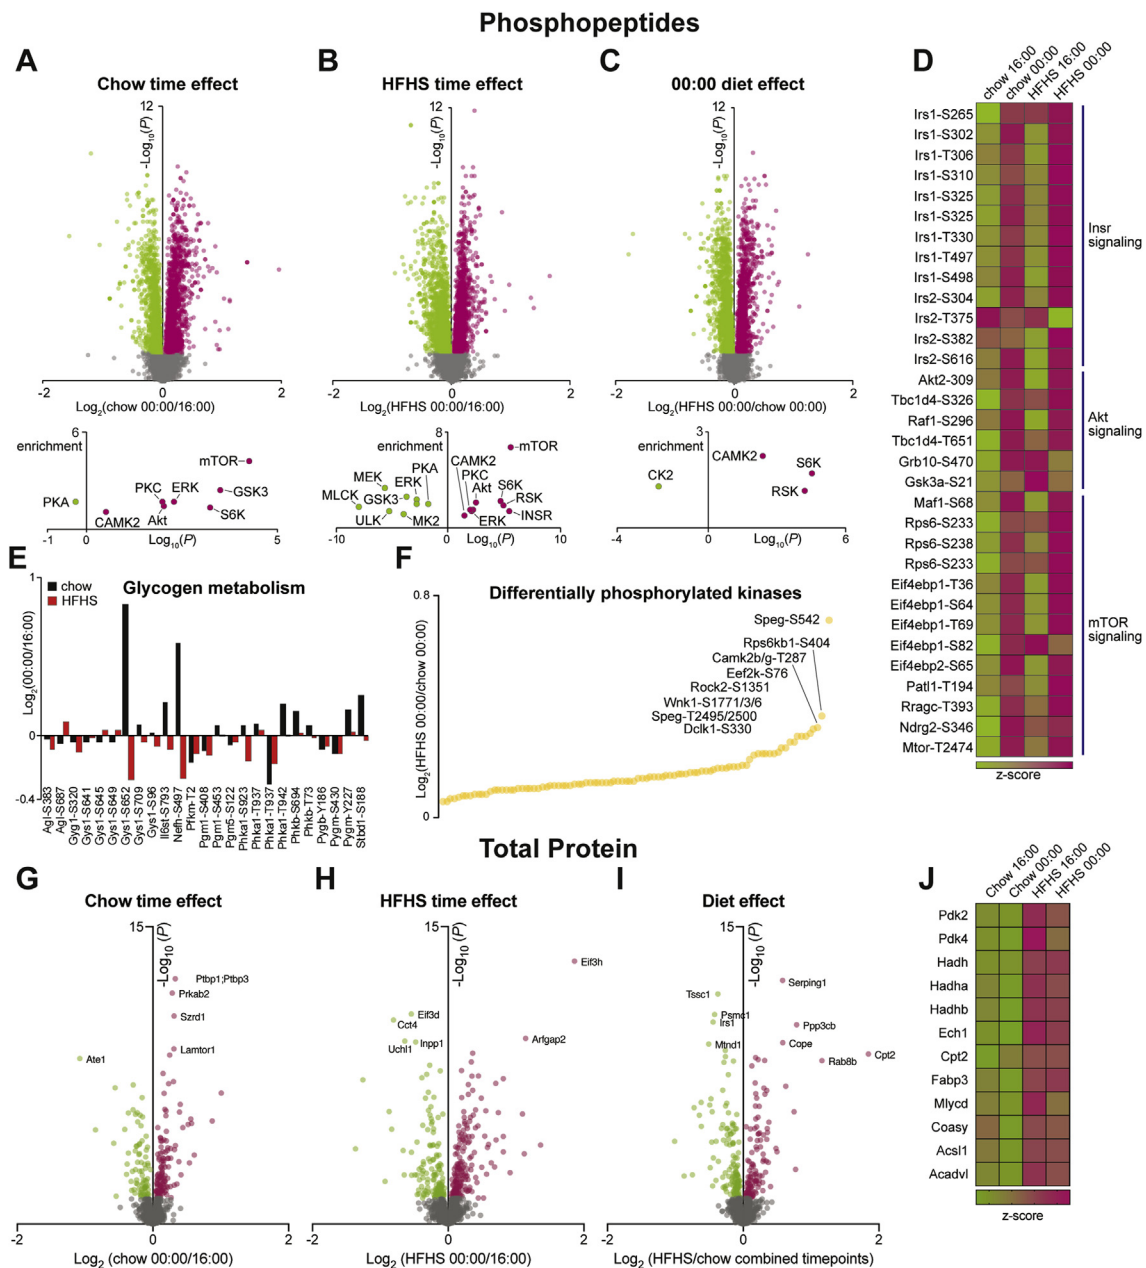 Phosphopeptides
A
Chow time effect
12
-Log10(P)
-2
0
2
Log2(chow 00:00/16:00)
6
enrichment
mTOR
PKC
ERK
GSK3
PKA
CAMK2
Akt
S6K
-1
0
5
Log10(P)
B
HFHS time effect
12
-Log10(P)
-2
0
2
Log2(HFHS 00:00/16:00)
8
enrichment
mTOR
CAMK2
PKA
MEK
ERK
PKC
Akt
S6K
MLCK
GSK3
RSK
ULK
MK2
ERK
INSR
-10
0
10
Log10(P)
C
00:00 diet effect
12
-Log10(P)
-2
0
2
Log2(HFHS 00:00/chow 00:00)
3
enrichment
CAMK2
S6K
CK2
RSK
-4
0
6
Log10(P)
D
chow 16:00
chow 00:00
HFHS 16:00
HFHS 00:00
Irs1-S265
Irs1-S302
Irs1-T306
Irs1-S310
Irs1-S325
Irs1-S325
Irs1-T330
Irs1-T497
Irs1-S498
Irs2-S304
Irs2-T375
Irs2-S382
Irs2-S616
Akt2-309
Tbc1d4-S326
Raf1-S296
Tbc1d4-T651
Grb10-S470
Gsk3a-S21
Maf1-S68
Rps6-S233
Rps6-S238
Rps6-S233
Eif4ebp1-T36
Eif4ebp1-S64
Eif4ebp1-T69
Eif4ebp1-S82
Eif4ebp2-S65
Patl1-T194
Rragc-T393
Ndrg2-S346
Mtor-T2474
Insr
signaling
Akt
signaling
mTOR
signaling
z-score
E
Glycogen metabolism
chow
HFHS
1
0
-0.4
Log2(00:00/16:00)
Agl-S383
Agl-S687
Gyg1-S320
Gys1-S641
Gys1-S645
Gys1-S649
Gys1-S652
Gys1-S709
Gys1-S96
Il6st-S793
Nefh-S497
Pfkm-T2
Pgm1-S408
Pgm1-S453
Pgm5-S122
Phka1-S923
Phka1-T937
Phka1-T937
Phka1-T942
Phkb-S694
Phkb-T73
Pygb-Y186
Pygm-S430
Pygm-Y227
Stbd1-S188
F
Differentially phosphorylated kinases
0.8
0
Log2(HFHS 00:00/chow 00:00)
Speg-S542
Rps6kb1-S404
Camk2b/g-T287
Eef2k-S76
Rock2-S1351
Wnk1-S1771/3/6
Speg-T2495/2500
Dclk1-S330
Total Protein
G
Chow time effect
15
-Log10 (P)
Ptbp1;Ptbp3
Prkab2
Szrd1
Lamtor1
Ate1
-2
0
2
Log2 (chow 00:00/16:00)
H
HFHS time effect
15
-Log10 (P)
Eif3h
Eif3d
Cct4
Uchl1
Inpp1
Arfgap2
-2
0
2
Log2 (HFHS 00:00/16:00)
I
Diet effect
15
-Log10 (P)
Serping1
Tssc1
Psmc1
Irs1
Ppp3cb
Mtnd1
Cope
Cpt2
Rab8b
-2
0
2
Log2 (HFHS/chow combined timepoints)
J
Chow 16:00
Chow 00:00
HFHS 16:00
HFHS 00:00
Pdk2
Pdk4
Hadh
Hadha
Hadhb
Ech1
Cpt2
Fabp3
Mlycd
Coasy
Acsl1
Acadvl
z-score